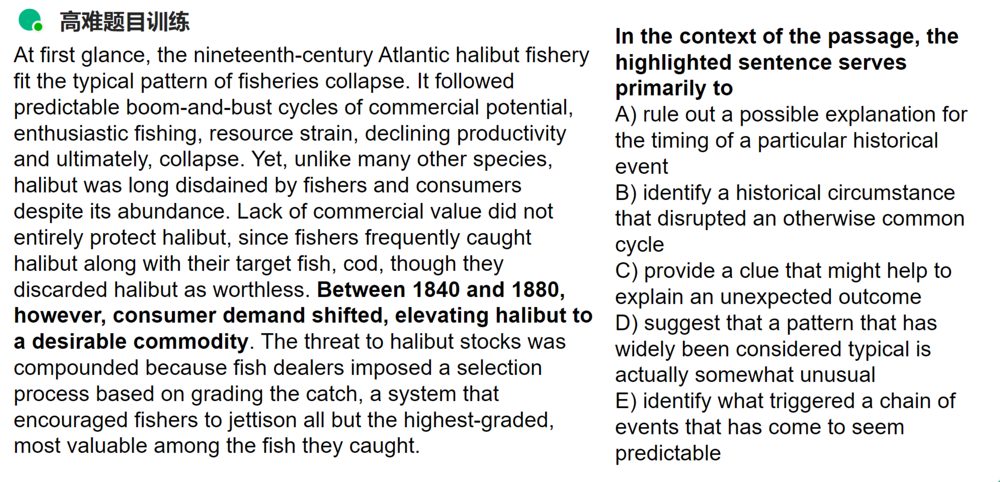 高难题目训练
At first glance, the nineteenth-century Atlantic halibut fishery
fit the typical pattern of fisheries collapse. It followed
predictable boom-and-bust cycles of commercial potential,
enthusiastic fishing, resource strain, declining productivity
and ultimately, collapse. Yet, unlike many other species,
halibut was long disdained by fishers and consumers
despite its abundance. Lack of commercial value did not
entirely protect halibut, since fishers frequently caught
halibut along with their target fish, cod, though they
discarded halibut as worthless. Between 1840 and 1880,
however, consumer demand shifted, elevating halibut to
a desirable commodity. The threat to halibut stocks was
compounded because fish dealers imposed a selection
process based on grading the catch, a system that
encouraged fishers to jettison all but the highest-graded,
most valuable among the fish they caught.
In the context of the passage, the
highlighted sentence serves
primarily to
A) rule out a possible explanation for
the timing of a particular historical
event
B) identify a historical circumstance
that disrupted an otherwise common
cycle
C) provide a clue that might help to
explain an unexpected outcome
D) suggest that a pattern that has
widely been considered typical is
actually somewhat unusual
E) identify what triggered a chain of
events that has come to seem
predictable